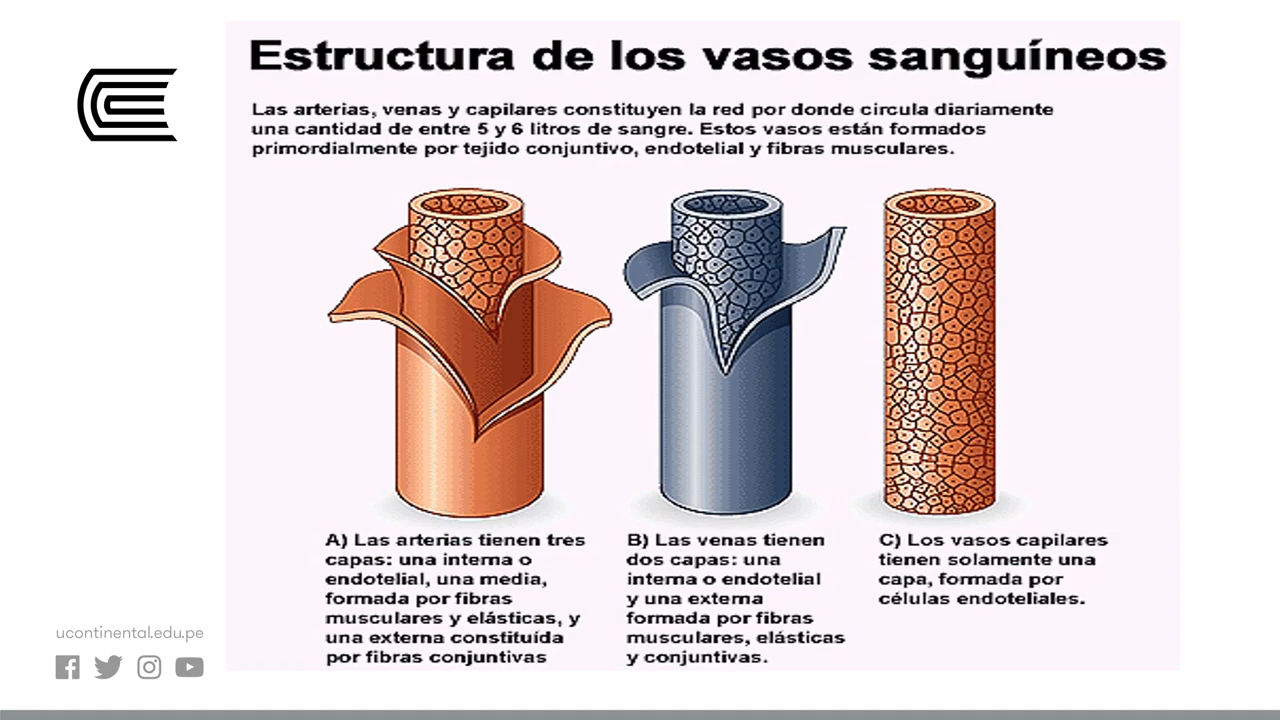 Estructura de los vasos sanguíneos
Las arterias, venas y capilares constituyen la red por donde circula diariamente
una cantidad de entre 5 y 6 litros de sangre. Estos vasos están formados
primordialmente por tejido conjuntivo, endotelial y fibras musculares.
A) Las arterias tienen tres
capas: una interna o
endotelial, una media,
formada por fibras
musculares y elásticas, y
una externa constituída
por fibras conjuntivas
B) Las venas tienen
dos capas: una
interna o endotelial
y una externa
formada por fibras
musculares, elásticas
y conjuntivas.
C) Los vasos capilares
tienen solamente una
capa, formada por
células endoteliales.
ucontinental.edu.pe